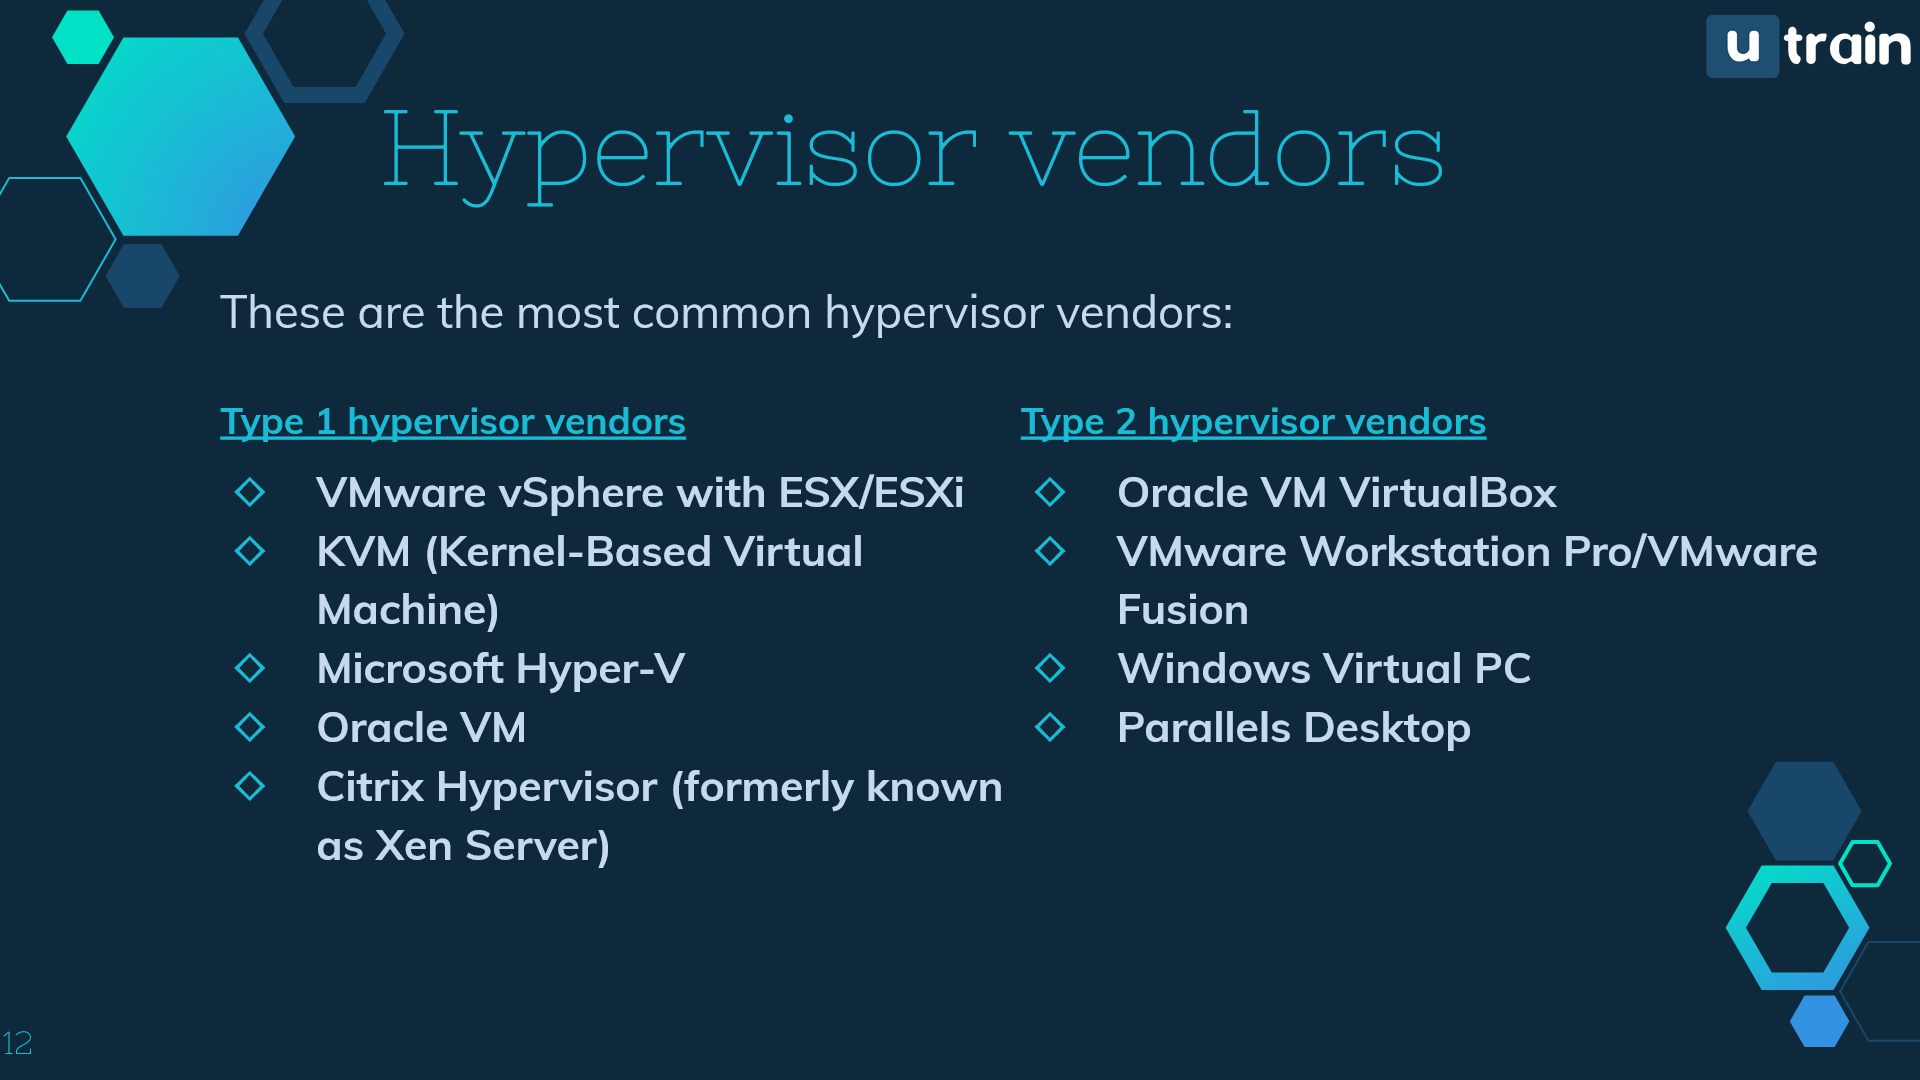 u train
Hypervisor vendors
These are the most common hypervisor vendors:
Type 1 hypervisor vendors
VMware vSphere with ESX/ESXi
KVM (Kernel-Based Virtual
Machine)
Microsoft Hyper-V
Oracle VM
Citrix Hypervisor (formerly known
as Xen Server)
Type 2 hypervisor vendors
Oracle VM VirtualBox
VMware Workstation Pro/VMware
Fusion
Windows Virtual PC
Parallels Desktop
12